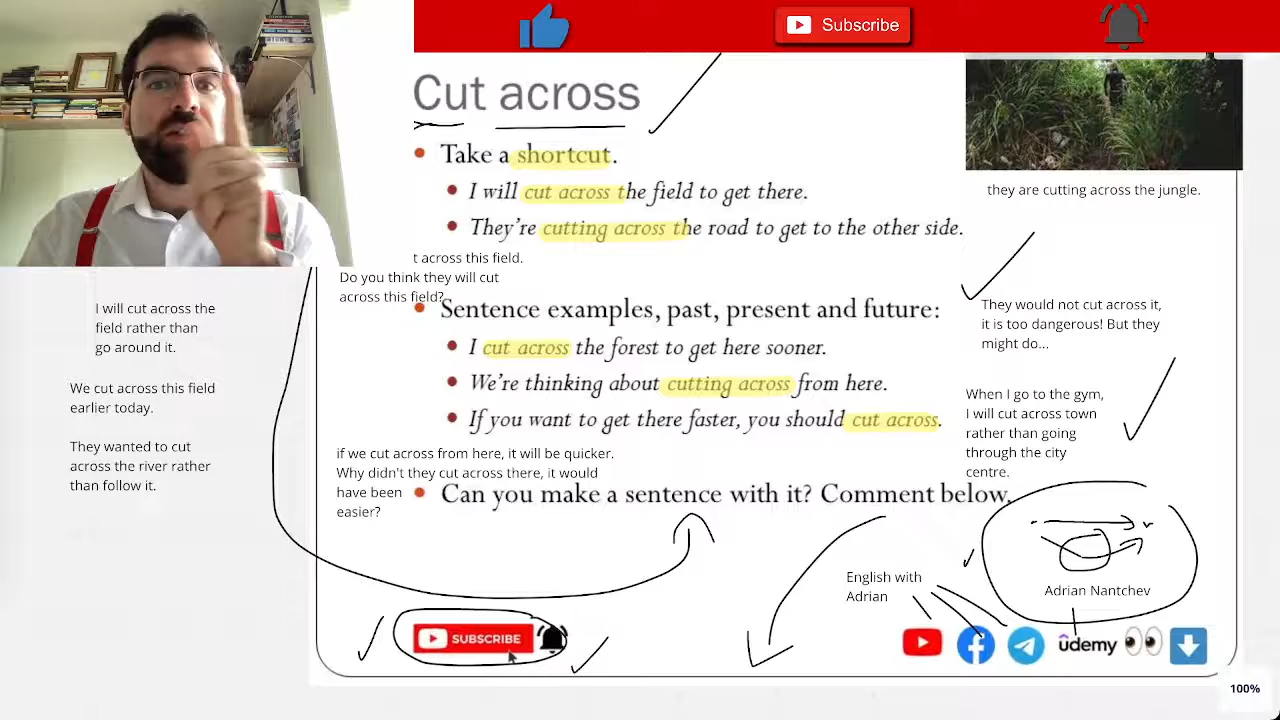 Subscribe
Cut across
Take a shortcut.
I will cut across the field to get there.
They're cutting across the road to get to the other side.
they are cutting across the jungle.
t across this field.
Do you think they will cut
across this field?
I will cut across the
field rather than
go around it.
We cut across this field
earlier today.
They wanted to cut
across the river rather
than follow it.
Sentence examples, past, present and future:
I cut across the forest to get here sooner.
We're thinking about cutting across from here.
If you want to get there faster, you should cut across.
They would not cut across it,
it is too dangerous! But they
might do...
When I go to the gym,
I will cut across town
rather than going
through the city
centre.
if we cut across from here, it will be quicker.
Why didn't they cut across there, it would
have been
easier?
Can you make a sentence with it? Comment below.
English with
Adrian
Adrian Nantchev
SUBSCRIBE
udemy
100%